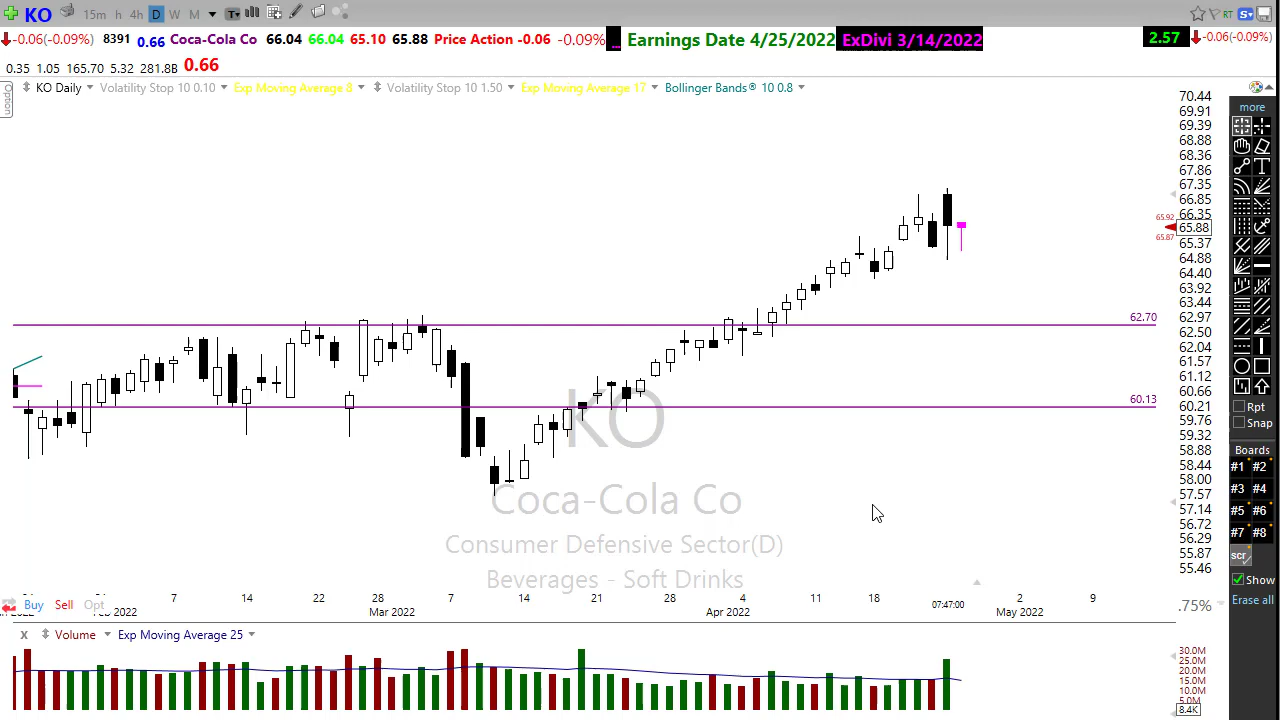 KO 15m h 4h D W M T RT S
-0.06(-0.09%) 8391 0.66 Coca-Cola Co 66.04 66.04 65.10 65.88 Price Action -0.06 -0.09% ... Earnings Date 4/25/2022 ExDivi 3/14/2022 2.57 -0.06(-0.09%)
0.35 1.05 165.70 5.32 281.8B 0.66
Option
KO Daily Volatility Stop 10 0.10 Exp Moving Average 8 Volatility Stop 10 1.50 Exp Moving Average 17 Bollinger Bands® 10 0.8
70.44
69.91
69.39
68.88
68.36
67.86
67.35
66.85
66.35
65.92
65.88
65.87
65.37
64.88
64.40
63.92
63.44
62.97
62.70
62.50
62.04
61.57
61.12
60.66
60.21
60.13
59.76
59.32
58.88
58.44
58.00
57.57
57.14
56.72
56.29
55.87
55.46
KO
Coca-Cola Co
Consumer Defensive Sector(D)
Beverages - Soft Drinks
7 14 22 28 7 14 21 28 4 11 18 2 9
Buy Sell Opt
2022 Mar 2022 Apr 2022 07:47:00 May 2022
.75%
X Volume Exp Moving Average 25
30.0M
25.0M
20.0M
15.0M
10.0M
5.0M
8.4K
more
T
Rpt
Snap
Boards
#1 #2
#3 #4
#5 #6
#7 #8
scr
Show
Erase all